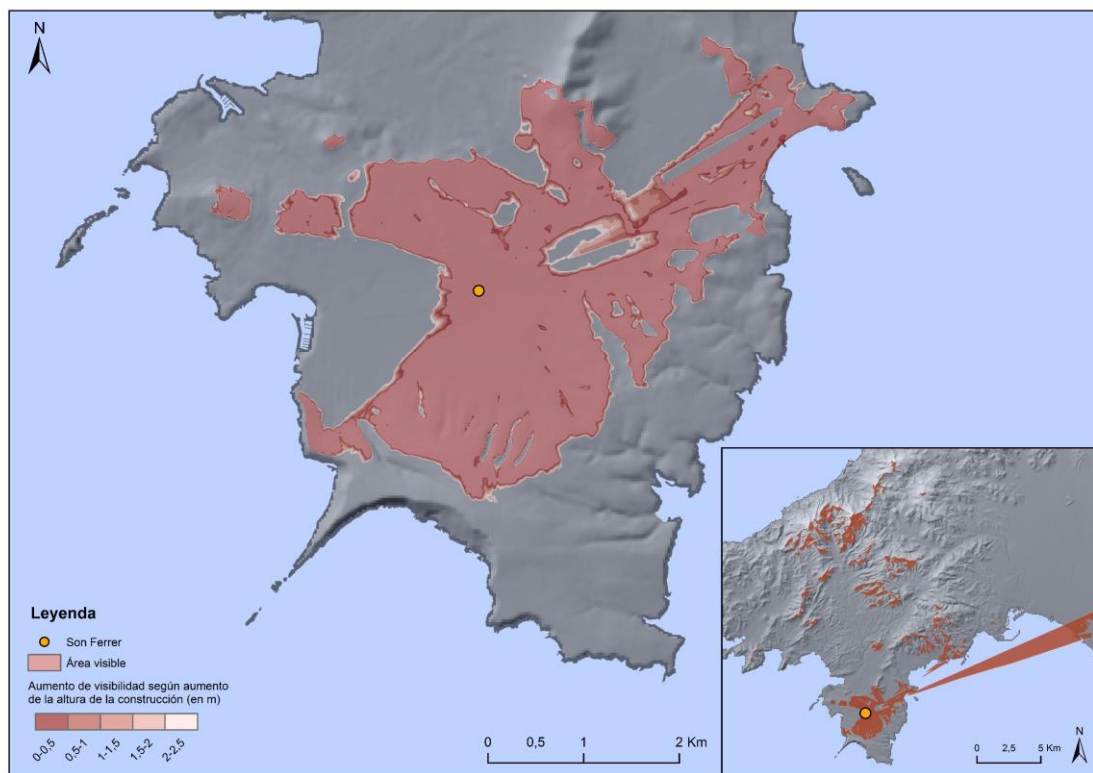 N
Leyenda
Son Ferrer
Área visible
Aumento de visibilidad según aumento
de la altura de la construcción (en m)
0-0,5
0,5-1
1-1,5
1,5-2
2-2,5
0 0,5 1 2 Km
0 2,5 5 Km
N